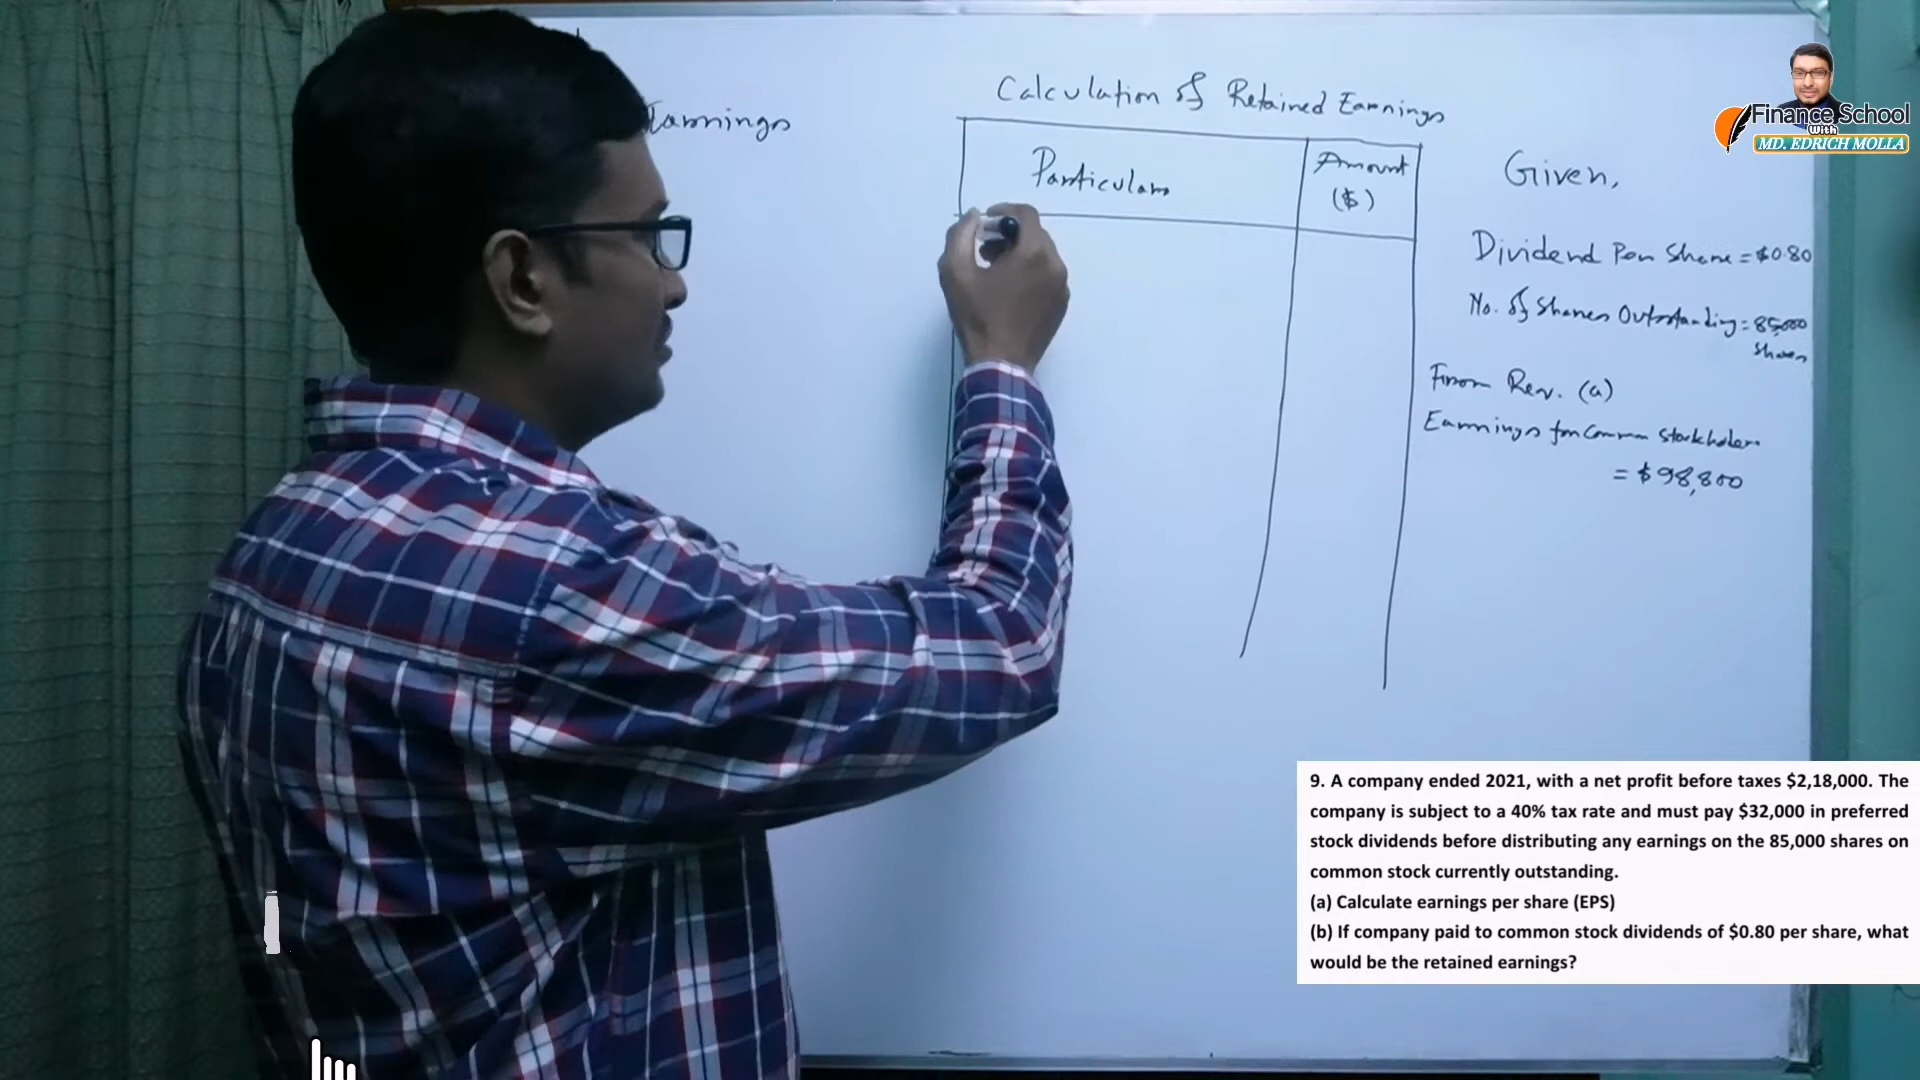 Earnings
Calculation of Retained Earnings
Particulars
Amount
($)
Given,
Dividend Per Share = $0.80
No. of Shares Outstanding = 85,000
shares
From Req. (a)
Earnings for Common Stockholders
= $98,800
Finance School
With
MD. EDRICH MOLLA
9. A company ended 2021, with a net profit before taxes $2,18,000. The
company is subject to a 40% tax rate and must pay $32,000 in preferred
stock dividends before distributing any earnings on the 85,000 shares on
common stock currently outstanding.
(a) Calculate earnings per share (EPS)
(b) If company paid to common stock dividends of $0.80 per share, what
would be the retained earnings?